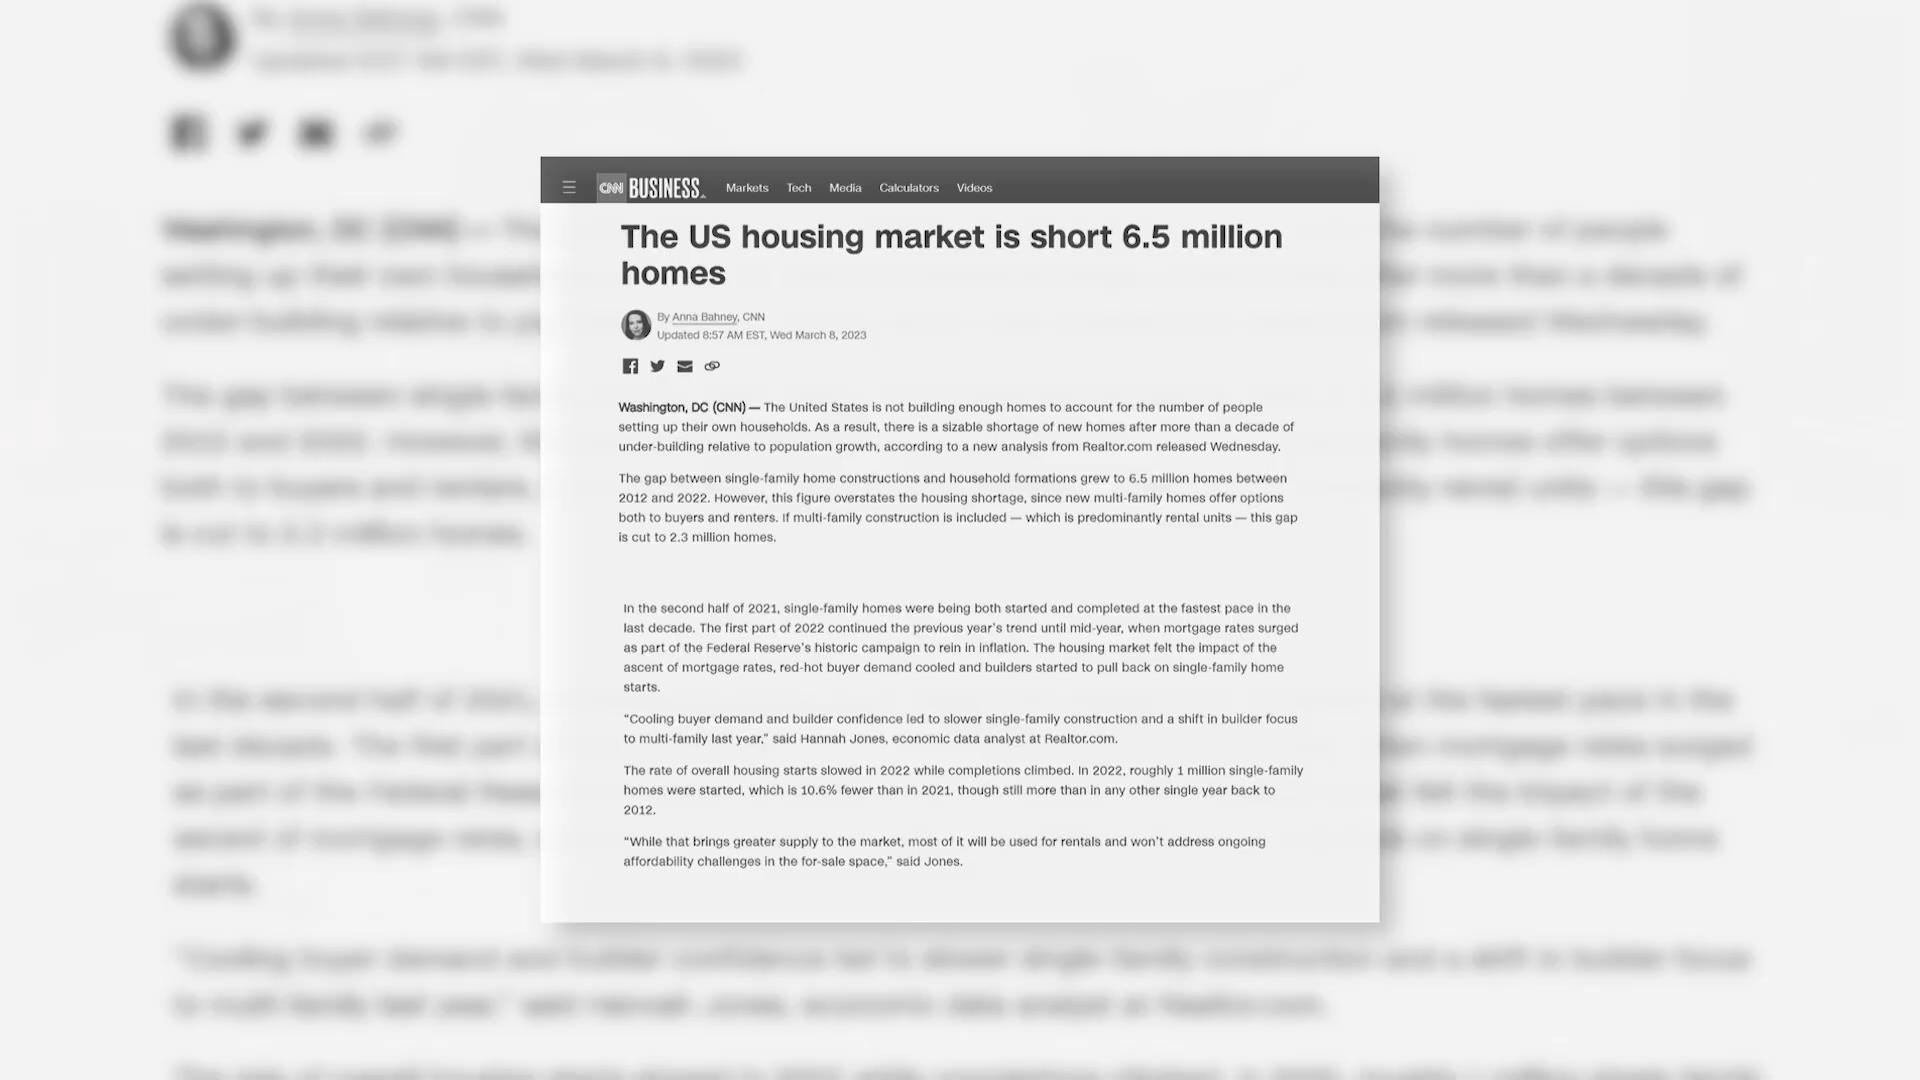 CNN BUSINESS
Markets Tech Media Calculators Videos
The US housing market is short 6.5 million
homes
By Anna Bahney, CNN
Updated 8:57 AM EST, Wed March 8, 2023
Washington, DC (CNN) — The United States is not building enough homes to account for the number of people
setting up their own households. As a result, there is a sizable shortage of new homes after more than a decade of
under-building relative to population growth, according to a new analysis from Realtor.com released Wednesday.
The gap between single-family home constructions and household formations grew to 6.5 million homes between
2012 and 2022. However, this figure overstates the housing shortage, since new multi-family homes offer options
both to buyers and renters. If multi-family construction is included — which is predominantly rental units — this gap
is cut to 2.3 million homes.
In the second half of 2021, single-family homes were being both started and completed at the fastest pace in the
last decade. The first part of 2022 continued the previous year's trend until mid-year, when mortgage rates surged
as part of the Federal Reserve's historic campaign to rein in inflation. The housing market felt the impact of the
ascent of mortgage rates, red-hot buyer demand cooled and builders started to pull back on single-family home
starts.
"Cooling buyer demand and builder confidence led to slower single-family construction and a shift in builder focus
to multi-family last year," said Hannah Jones, economic data analyst at Realtor.com.
The rate of overall housing starts slowed in 2022 while completions climbed. In 2022, roughly 1 million single-family
homes were started, which is 10.6% fewer than in 2021, though still more than in any other single year back to
2012.
"While that brings greater supply to the market, most of it will be used for rentals and won't address ongoing
affordability challenges in the for-sale space," said Jones.